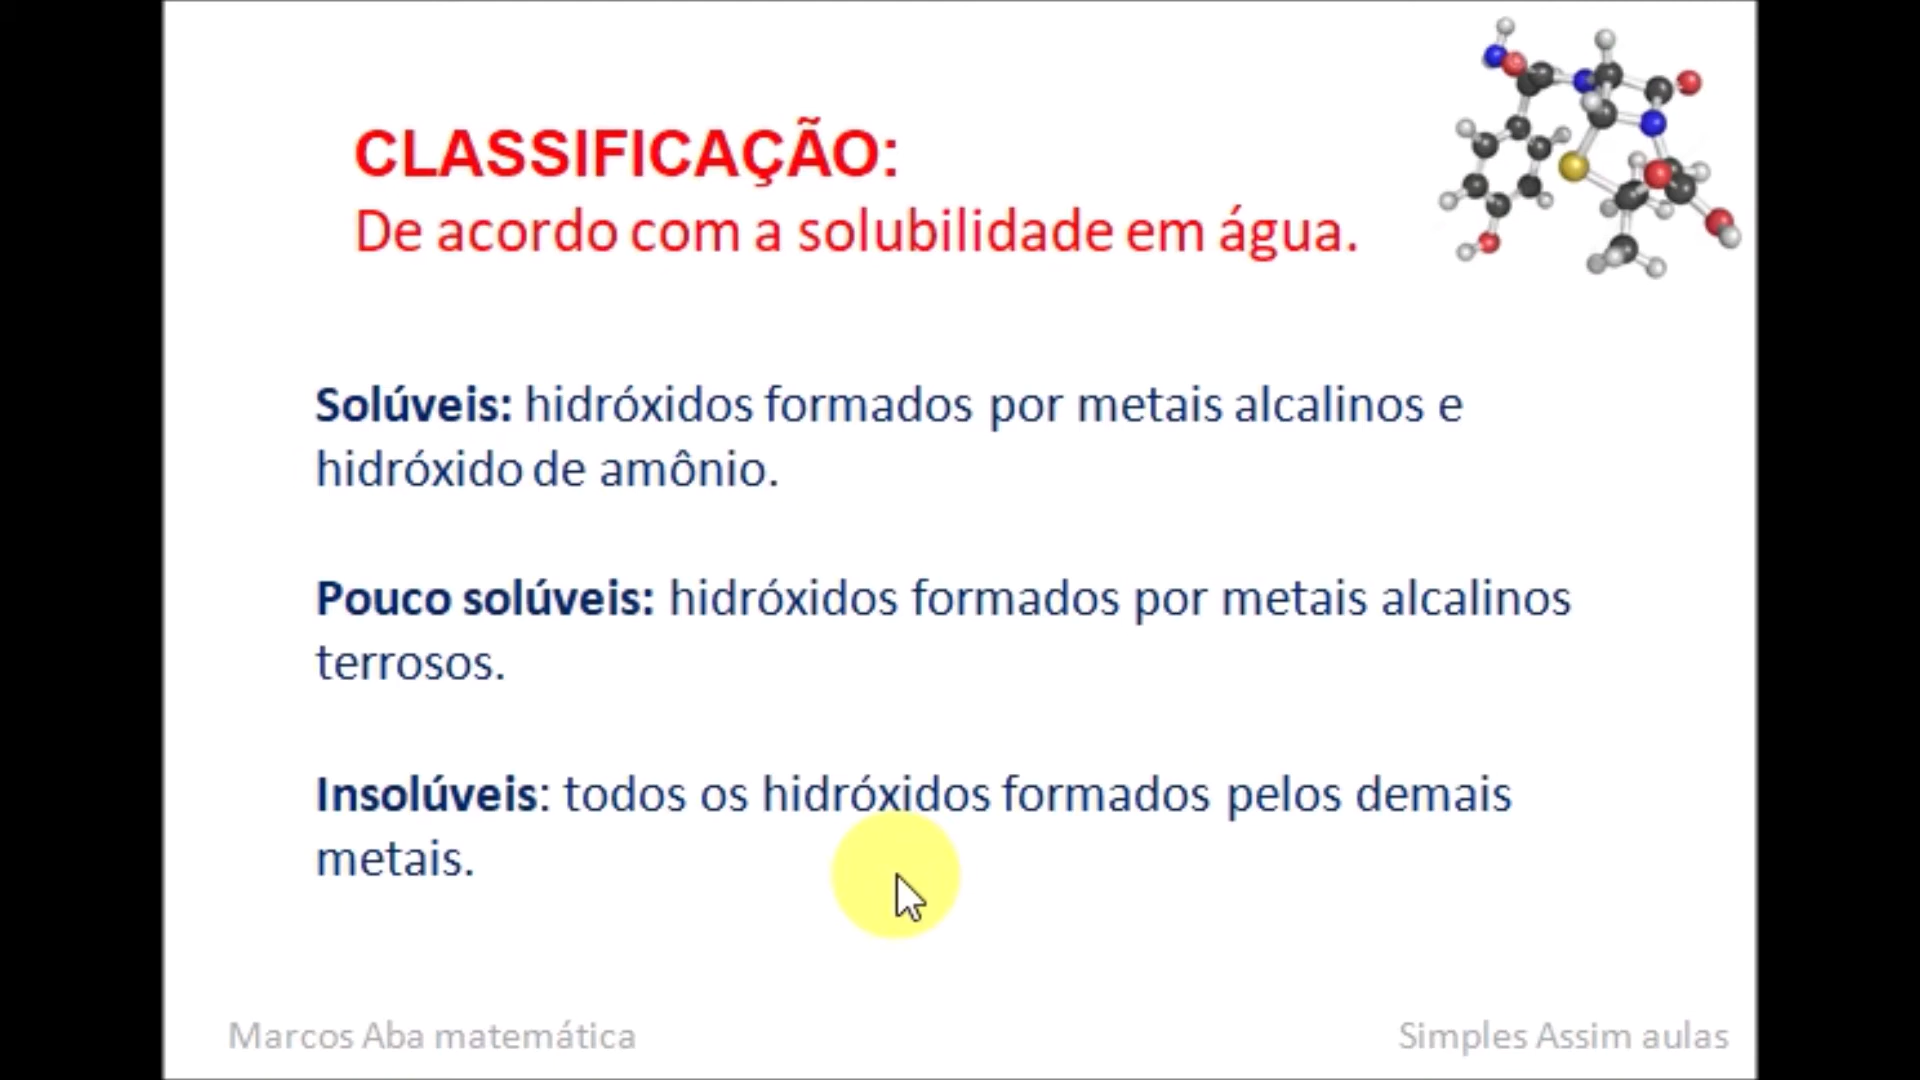 CLASSIFICAÇÃO:
De acordo com a solubilidade em água.
Solúveis: hidróxidos formados por metais alcalinos e
hidróxido de amônio.
Pouco solúveis: hidróxidos formados por metais alcalinos
terrosos.
Insolúveis: todos os hidróxidos formados pelos demais
metais.
Marcos Aba matemática
Simples Assim aulas